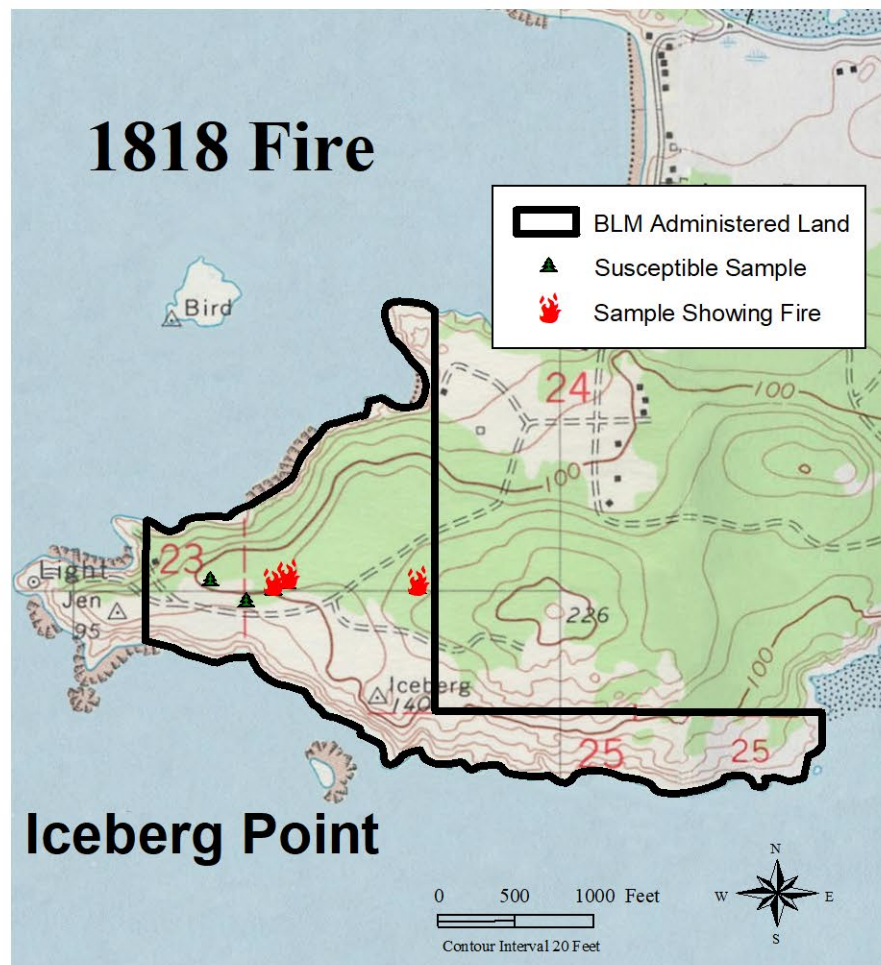 1818 Fire
BLM Administered Land
Susceptible Sample
Sample Showing Fire
Bird
24
100
100
23
Light
Jen
95
226
100
Iceberg
140
25
25
Iceberg Point
0 500 1000 Feet
Contour Interval 20 Feet
N
W E
S